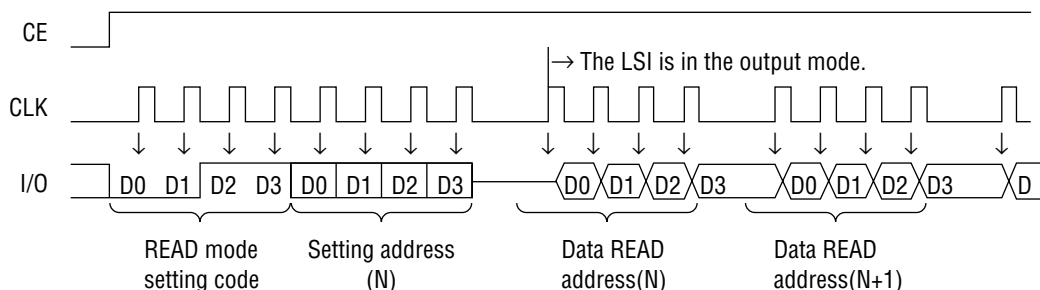 CE
→ The LSI is in the output mode.
CLK
I/O D0 D1 D2 D3 D0 D1 D2 D3 D0 D1 D2 D3 D0 D1 D2 D3 D
READ mode setting code
Setting address (N)
Data READ address(N)
Data READ address(N+1)